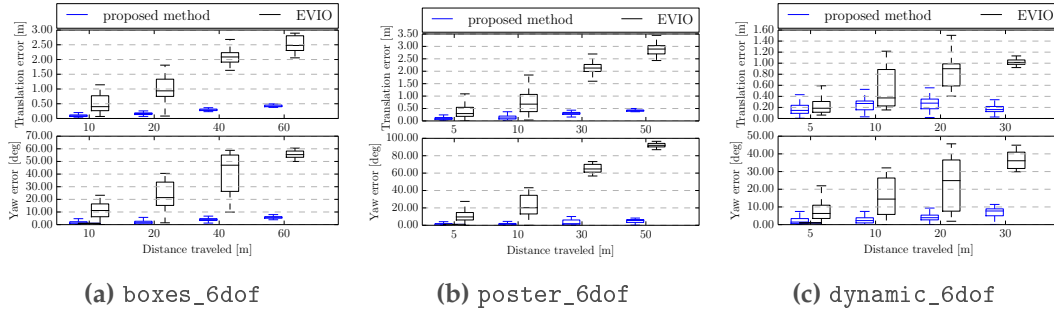 proposed method EVIO
Translation error [m]
3.00
2.50
2.00
1.50
1.00
0.50
0.00
10 20 40 60
Yaw error [deg]
70.00
60.00
50.00
40.00
30.00
20.00
10.00
0.00
10 20 40 60
Distance traveled [m]
(a) boxes_6dof
proposed method EVIO
Translation error [m]
3.50
3.00
2.50
2.00
1.50
1.00
0.50
0.00
5 10 30 50
Yaw error [deg]
100.00
80.00
60.00
40.00
20.00
0.00
5 10 30 50
Distance traveled [m]
(b) poster_6dof
proposed method EVIO
Translation error [m]
1.60
1.40
1.20
1.00
0.80
0.60
0.40
0.20
0.00
5 10 20 30
Yaw error [deg]
50.00
40.00
30.00
20.00
10.00
0.00
5 10 20 30
Distance traveled [m]
(c) dynamic_6dof